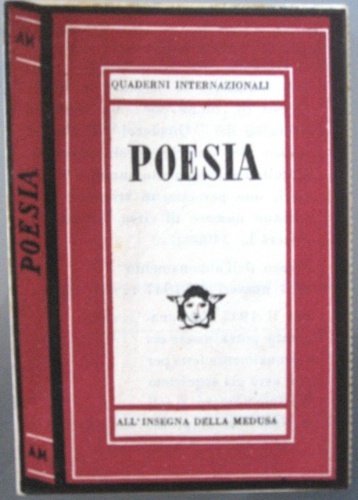 AM
POESIA
AM
QUADERNI INTERNAZIONALI
POESIA
ALL'INSEGNA DELLA MEDUSA